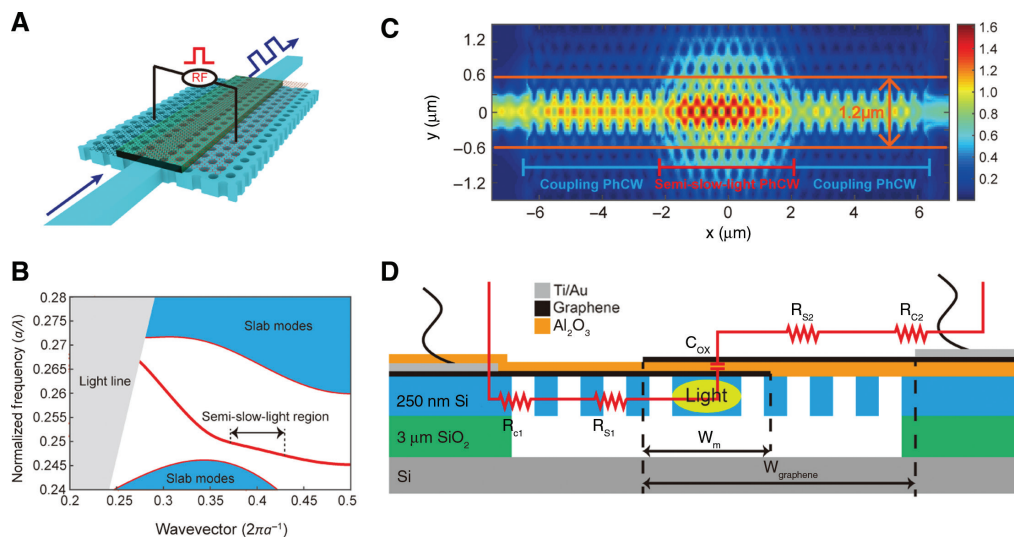 A
RF
B
Normalized frequency (a/λ)
0.28
0.27
0.265
0.26
0.255
0.250
0.245
0.24
Slab modes
Light line
Semi-slow-light region
Slab modes
0.2
0.25
0.3
0.35
0.4
0.45
0.5
Wavevector (2πa⁻¹)
C
y (μm)
1.2
0.6
0
−0.6
−1.2
1.2μm
Coupling PhCW
Semi-slow-light PhCW
Coupling PhCW
−6
−4
−2
0
2
4
6
x (μm)
1.6
1.4
1.2
1.0
0.8
0.6
0.4
0.2
D
Ti/Au
Graphene
Al₂O₃
R_S2
R_C2
C_OX
250 nm Si
Light
R_c1
R_S1
3 μm SiO₂
W_m
W_graphene
Si